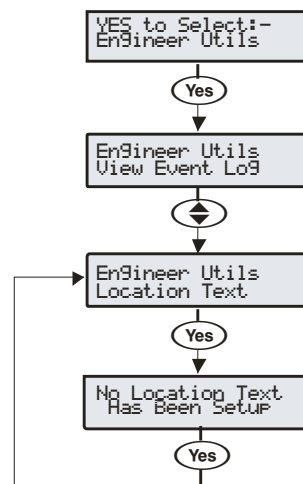 YES to Select:-
Engineer Utils
Yes
Engineer Utils
View Event Log
Engineer Utils
Location Text
Yes
No Location Text
Has Been Setup
Yes